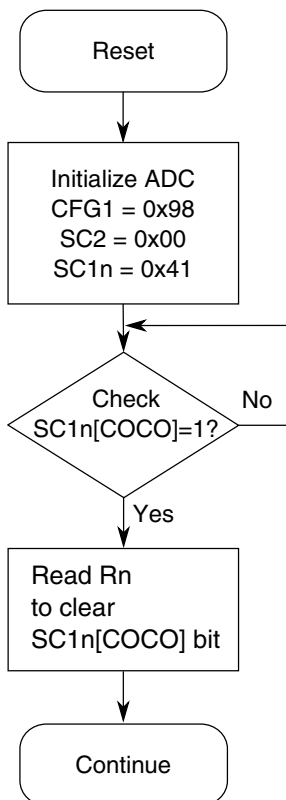 Reset
Initialize ADC
CFG1 = 0x98
SC2 = 0x00
SC1n = 0x41
Check
SC1n[COCO]=1?
No
Yes
Read Rn
to clear
SC1n[COCO] bit
Continue